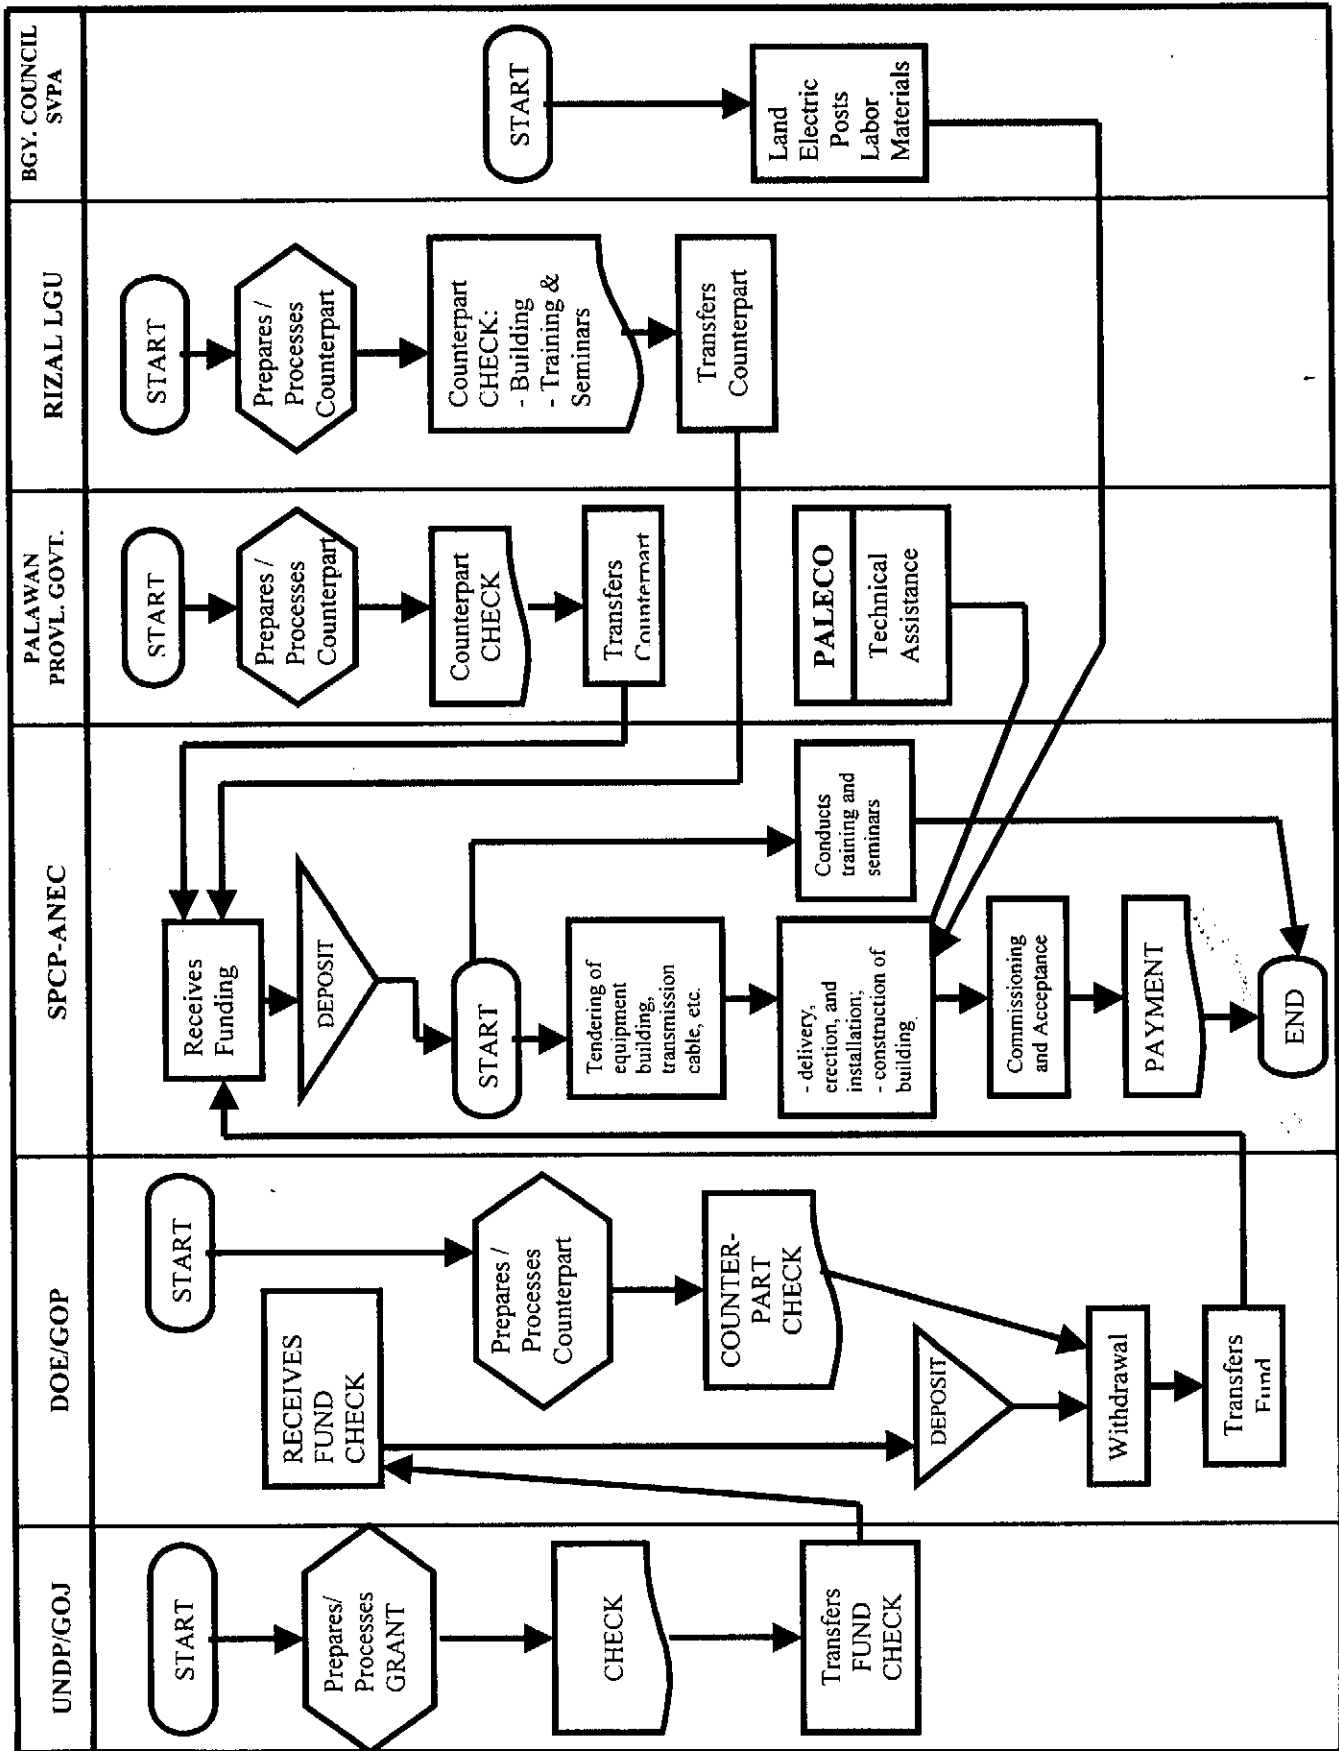 UNDP/GOJ
START
Prepares/
Processes
GRANT
CHECK
Transfers
FUND
CHECK
DOE/GOP
START
RECEIVES
FUND
CHECK
Prepares /
Processes
Counterpart
COUNTER-
PART
CHECK
DEPOSIT
Withdrawal
Transfers
Fund
SPCP-ANEC
Receives
Funding
DEPOSIT
START
Tendering of
equipment
building,
transmission
cable, etc.
Conducts
training and
seminars
- delivery,
erection, and
installation;
- construction of
building
Commissioning
and Acceptance
PAYMENT
END
PALAWAN
PROVL. GOVT.
START
Prepares /
Processes
Counterpart
Counterpart
CHECK
Transfers
Counterpart
PALECO
Technical
Assistance
RIZAL LGU
START
Prepares /
Processes
Counterpart
Counterpart
CHECK:
- Building
- Training &
Seminars
Transfers
Counterpart
BGY. COUNCIL
SVPA
START
Land
Electric
Posts
Labor
Materials